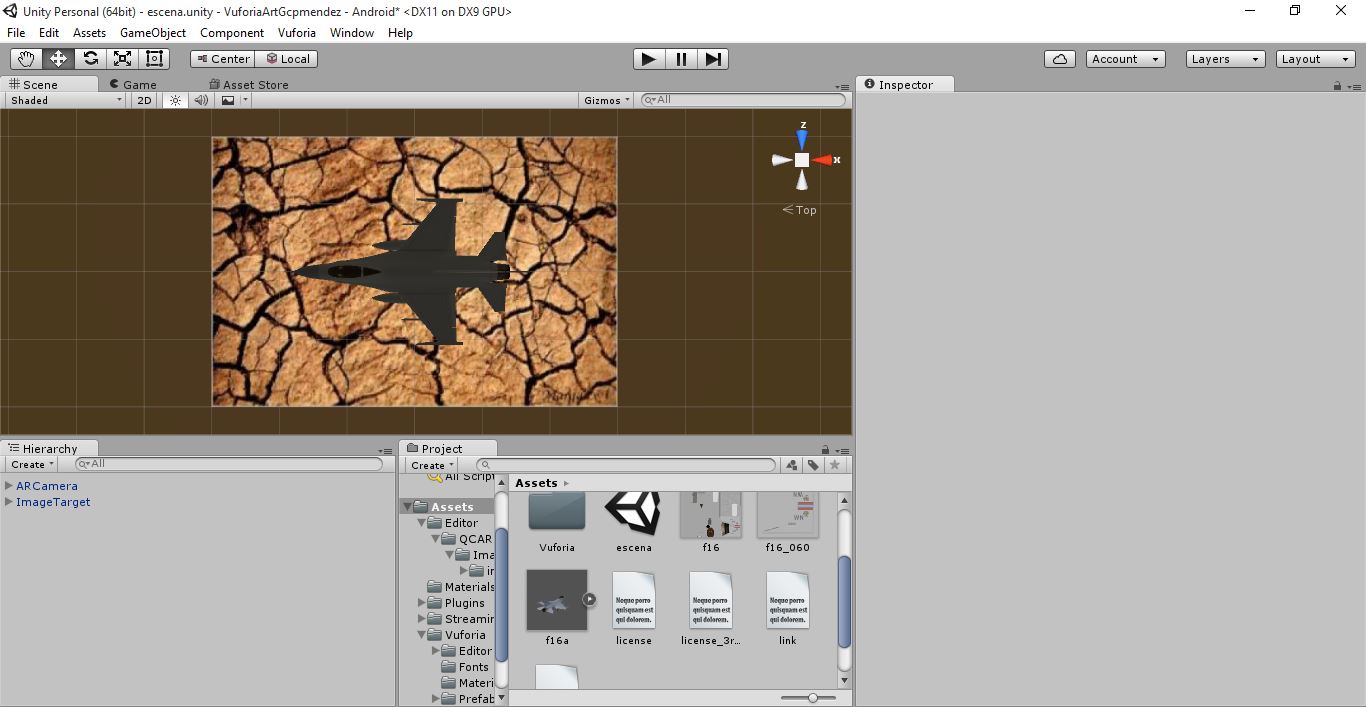 Unity Personal (64bit) - escena.unity - VuforiaArtGcpmendez - Android* <DX11 on DX9 GPU>
File Edit Assets GameObject Component Vuforia Window Help
Center Local Account Layers Layout
Scene Game Asset Store Inspector
Shaded 2D Gizmos All
z
x
Top
Hierarchy Project
Create All Create
All Script
ARCamera
ImageTarget
Assets
Assets
Editor
QCAR
Ima
Materials
Plugins
Streamin
Vuforia
Editor
Fonts
Materi
Prefab
Vuforia escena f16 f16_060
WN
WN
Neque porro quisquam est qui dolorem.
Neque porro quisquam est qui dolorem.
Neque porro quisquam est qui dolorem.
f16a license license_3r... link